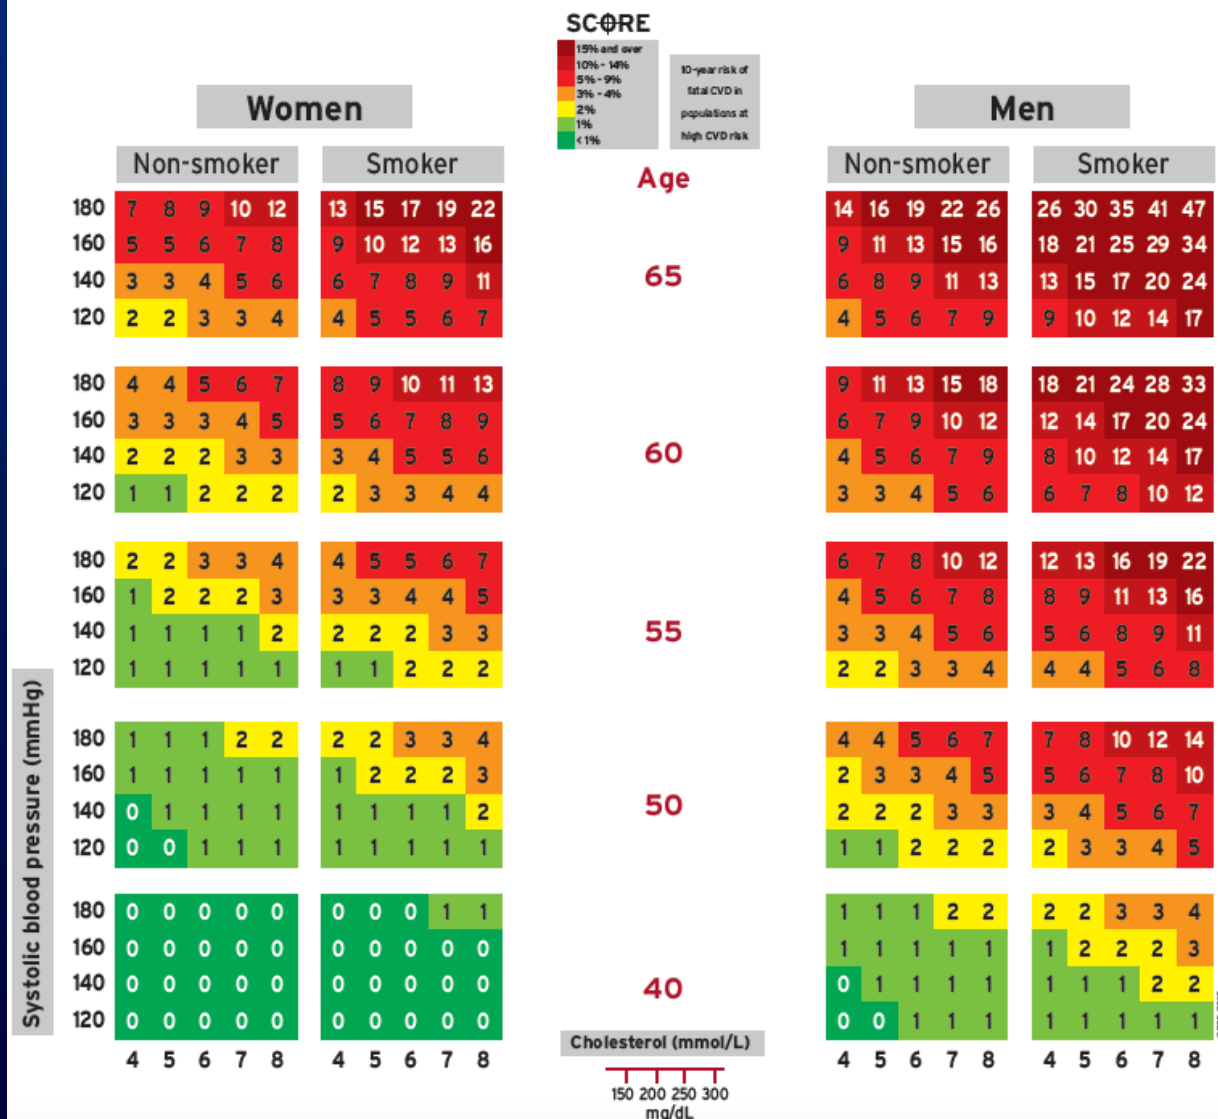 SCORE
15% and over
10% - 14%
5% - 9%
3% - 4%
2%
1%
< 1%
10-year risk of
fatal CVD in
populations at
high CVD risk
Women
Men
Non-smoker Smoker
Age
Non-smoker Smoker
180 7 8 9 10 12 13 15 17 19 22 14 16 19 22 26 26 30 35 41 47
160 5 5 6 7 8 9 10 12 13 16 9 11 13 15 16 18 21 25 29 34
65
140 3 3 4 5 6 6 7 8 9 11 6 8 9 11 13 13 15 17 20 24
120 2 2 3 3 4 4 5 5 6 7 4 5 6 7 9 9 10 12 14 17
180 4 4 5 6 7 8 9 10 11 13 9 11 13 15 18 18 21 24 28 33
160 3 3 3 4 5 5 6 7 8 9 6 7 9 10 12 12 14 17 20 24
60
140 2 2 2 3 3 3 4 5 5 6 4 5 6 7 9 8 10 12 14 17
120 1 1 2 2 2 2 3 3 4 4 3 3 4 5 6 6 7 8 10 12
180 2 2 3 3 4 4 5 5 6 7 6 7 8 10 12 12 13 16 19 22
160 1 2 2 2 3 3 3 4 4 5 4 5 6 7 8 8 9 11 13 16
55
140 1 1 1 1 2 2 2 2 3 3 3 3 4 5 6 5 6 8 9 11
120 1 1 1 1 1 1 1 2 2 2 2 2 3 3 4 4 4 5 6 8
180 1 1 1 2 2 2 2 3 3 4 4 4 5 6 7 7 8 10 12 14
160 1 1 1 1 1 1 2 2 2 3 2 3 3 4 5 5 6 7 8 10
50
140 0 1 1 1 1 1 1 1 1 2 2 2 2 3 3 3 4 5 6 7
120 0 0 1 1 1 1 1 1 1 1 1 1 2 2 2 2 3 3 4 5
180 0 0 0 0 0 0 0 0 1 1 1 1 1 2 2 2 2 3 3 4
160 0 0 0 0 0 0 0 0 0 0 1 1 1 1 1 1 2 2 2 3
140 0 0 0 0 0 0 0 0 0 0 0 1 1 1 1 1 1 1 2 2
40
120 0 0 0 0 0 0 0 0 0 0 0 0 1 1 1 1 1 1 1 1
4 5 6 7 8 4 5 6 7 8 4 5 6 7 8 4 5 6 7 8
Systolic blood pressure (mmHg)
Cholesterol (mmol/L)
150 200 250 300
mg/dL